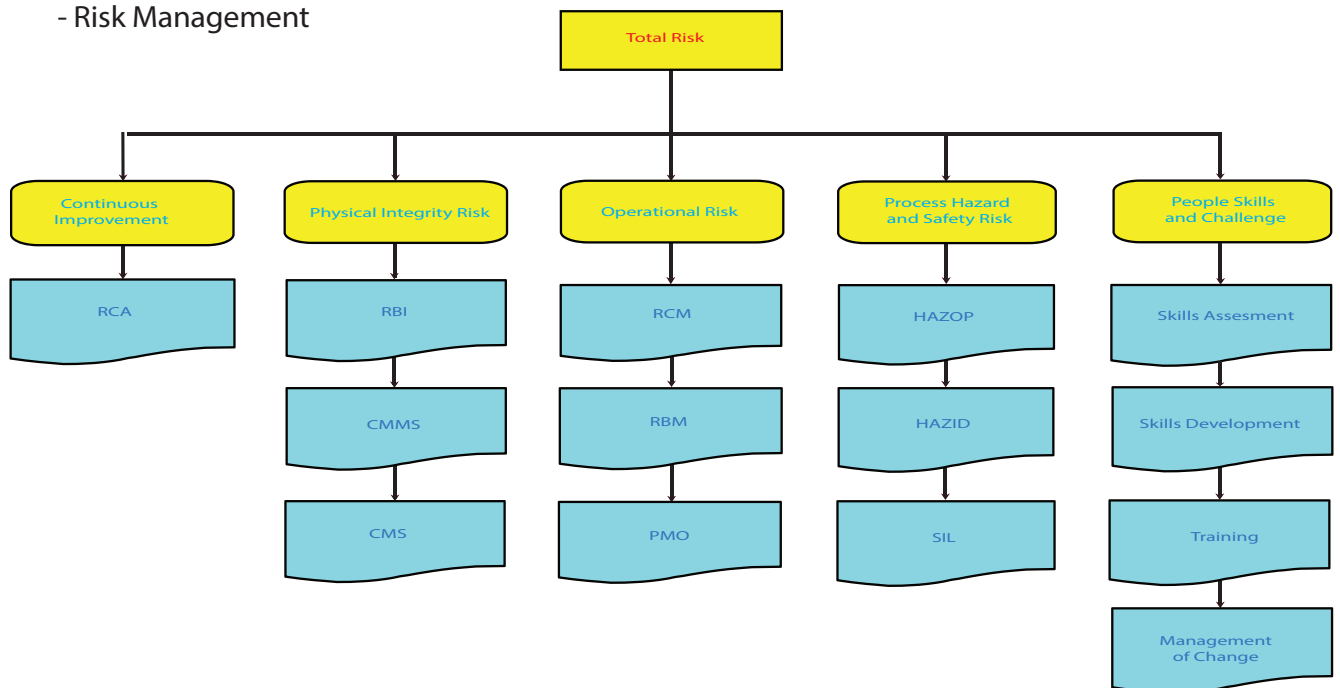 - Risk Management
Total Risk
Continuous
Improvement
Physical Integrity Risk
Operational Risk
Process Hazard
and Safety Risk
People Skills
and Challenge
RCA
RBI
RCM
HAZOP
Skills Assesment
CMMS
RBM
HAZID
Skills Development
CMS
PMO
SIL
Training
Management
of Change